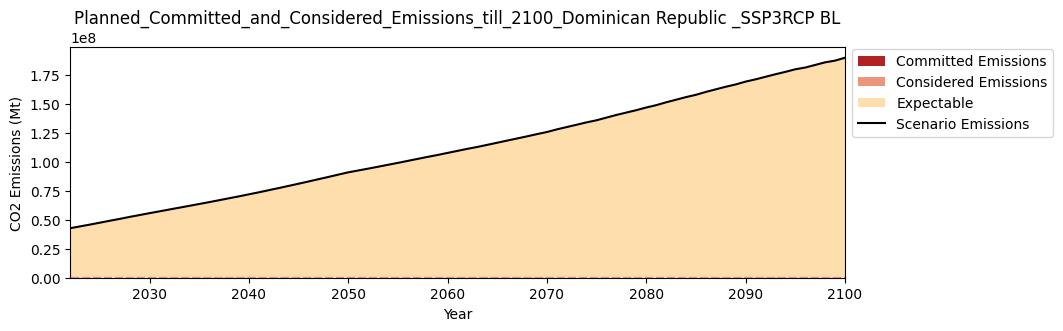 Planned_Committed_and_Considered_Emissions_till_2100_Dominican Republic _SSP3RCP BL
1e8
1.75
1.50
1.25
1.00
0.75
0.50
0.25
0.00
CO2 Emissions (Mt)
2030 2040 2050 2060 2070 2080 2090 2100
Year
Committed Emissions
Considered Emissions
Expectable
Scenario Emissions